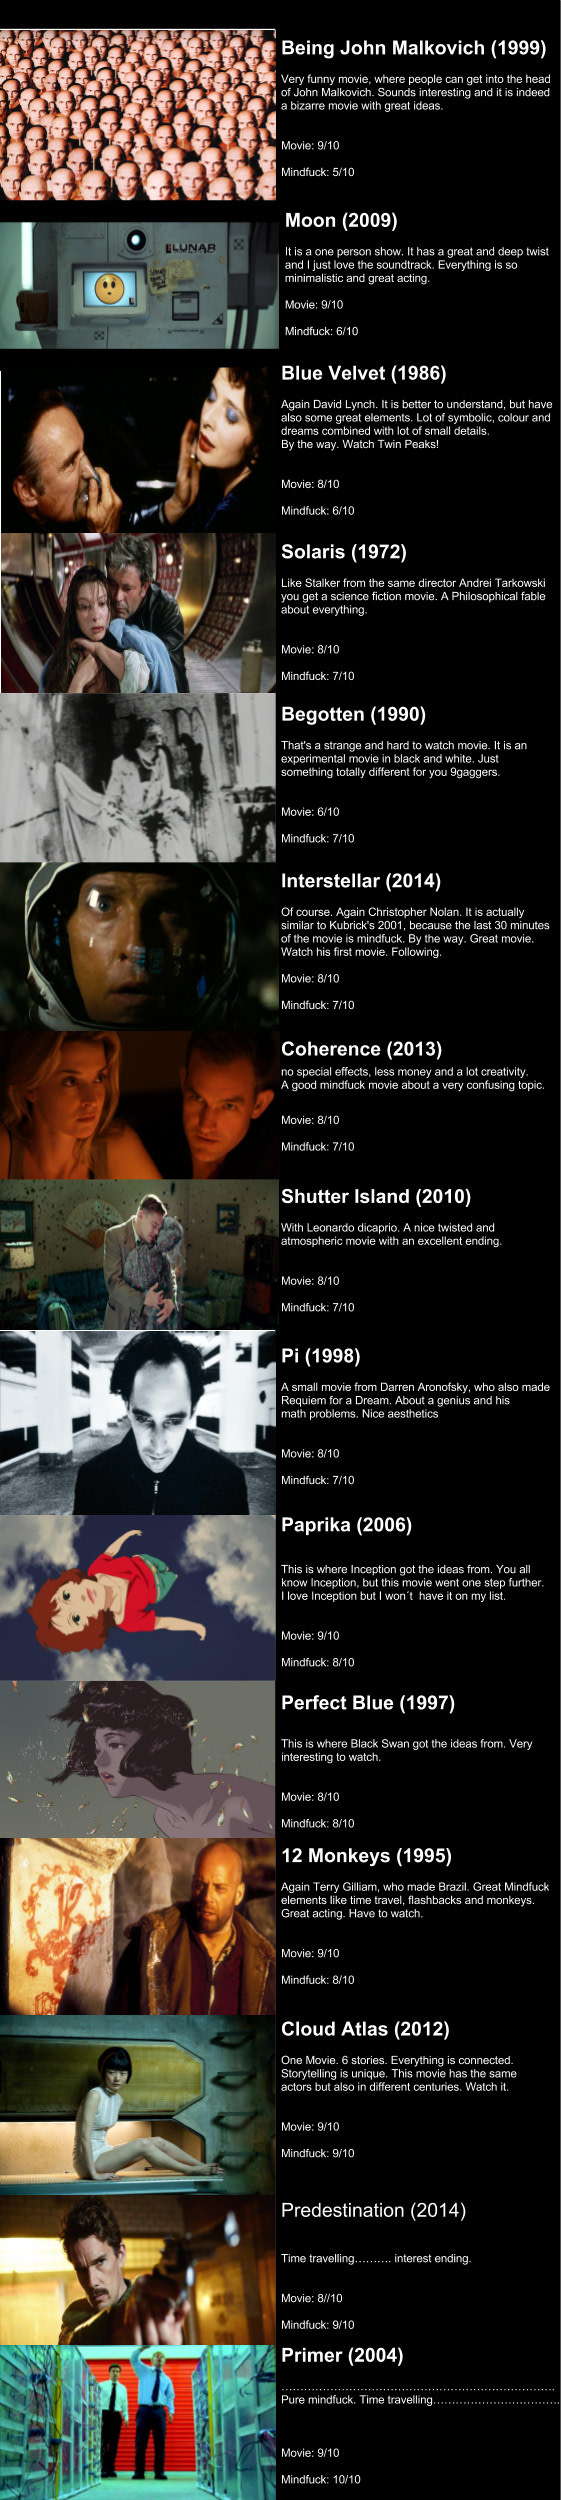 Being John Malkovich (1999)
Very funny movie, where people can get into the head
of John Malkovich. Sounds interesting and it is indeed
a bizarre movie with great ideas.
Movie: 9/10
Mindfuck: 5/10
Moon (2009)
LUNAR
It is a one person show. It has a great and deep twist
and I just love the soundtrack. Everything is so
minimalistic and great acting.
Movie: 9/10
Mindfuck: 6/10
Blue Velvet (1986)
Again David Lynch. It is better to understand, but have
also some great elements. Lot of symbolic, colour and
dreams combined with lot of small details.
By the way. Watch Twin Peaks!
Movie: 8/10
Mindfuck: 6/10
Solaris (1972)
Like Stalker from the same director Andrei Tarkowski
you get a science fiction movie. A Philosophical fable
about everything.
Movie: 8/10
Mindfuck: 7/10
Begotten (1990)
That's a strange and hard to watch movie. It is an
experimental movie in black and white. Just
something totally different for you 9gaggers.
Movie: 6/10
Mindfuck: 7/10
Interstellar (2014)
Of course. Again Christopher Nolan. It is actually
similar to Kubrick's 2001, because the last 30 minutes
of the movie is mindfuck. By the way. Great movie.
Watch his first movie. Following.
Movie: 8/10
Mindfuck: 7/10
Coherence (2013)
no special effects, less money and a lot creativity.
A good mindfuck movie about a very confusing topic.
Movie: 8/10
Mindfuck: 7/10
Shutter Island (2010)
With Leonardo dicaprio. A nice twisted and
atmospheric movie with an excellent ending.
Movie: 8/10
Mindfuck: 7/10
Pi (1998)
A small movie from Darren Aronofsky, who also made
Requiem for a Dream. About a genius and his
math problems. Nice aesthetics
Movie: 8/10
Mindfuck: 7/10
Paprika (2006)
This is where Inception got the ideas from. You all
know Inception, but this movie went one step further.
I love Inception but I won´t  have it on my list.
Movie: 9/10
Mindfuck: 8/10
Perfect Blue (1997)
This is where Black Swan got the ideas from. Very
interesting to watch.
Movie: 8/10
Mindfuck: 8/10
12 Monkeys (1995)
Again Terry Gilliam, who made Brazil. Great Mindfuck
elements like time travel, flashbacks and monkeys.
Great acting. Have to watch.
Movie: 9/10
Mindfuck: 8/10
Cloud Atlas (2012)
One Movie. 6 stories. Everything is connected.
Storytelling is unique. This movie has the same
actors but also in different centuries. Watch it.
Movie: 9/10
Mindfuck: 9/10
Predestination (2014)
Time travelling.......... interest ending.
Movie: 8//10
Mindfuck: 9/10
Primer (2004)
........................................................................
Pure mindfuck. Time travelling..................................
Movie: 9/10
Mindfuck: 10/10